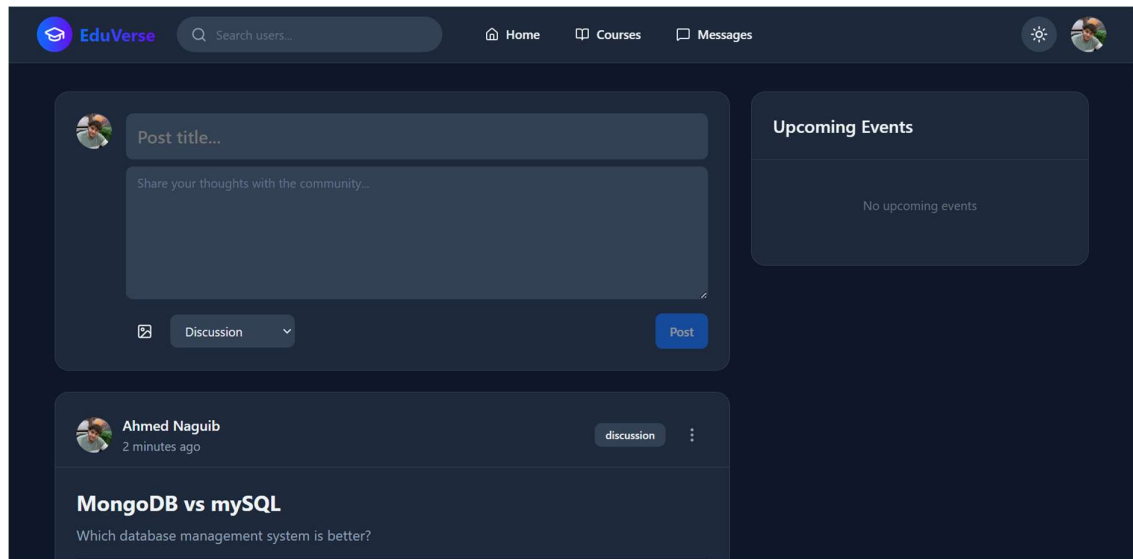 EduVerse
Search users...
Home
Courses
Messages
Post title...
Share your thoughts with the community...
Discussion
Post
Upcoming Events
No upcoming events
Ahmed Naguib
2 minutes ago
discussion
MongoDB vs mySQL
Which database management system is better?